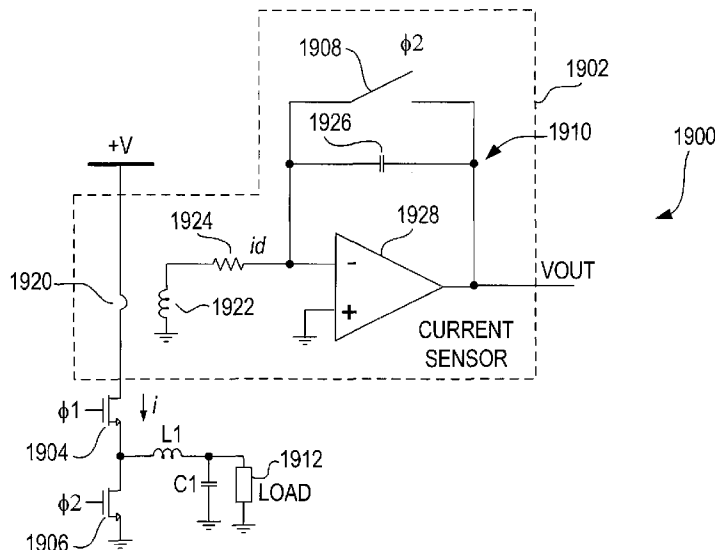 1908
ϕ2
1902
1926
1910
1900
+V
1924
id
1928
1920
-
VOUT
1922
+
CURRENT
SENSOR
ϕ1
i
1904
L1
1912
C1
LOAD
ϕ2
1906